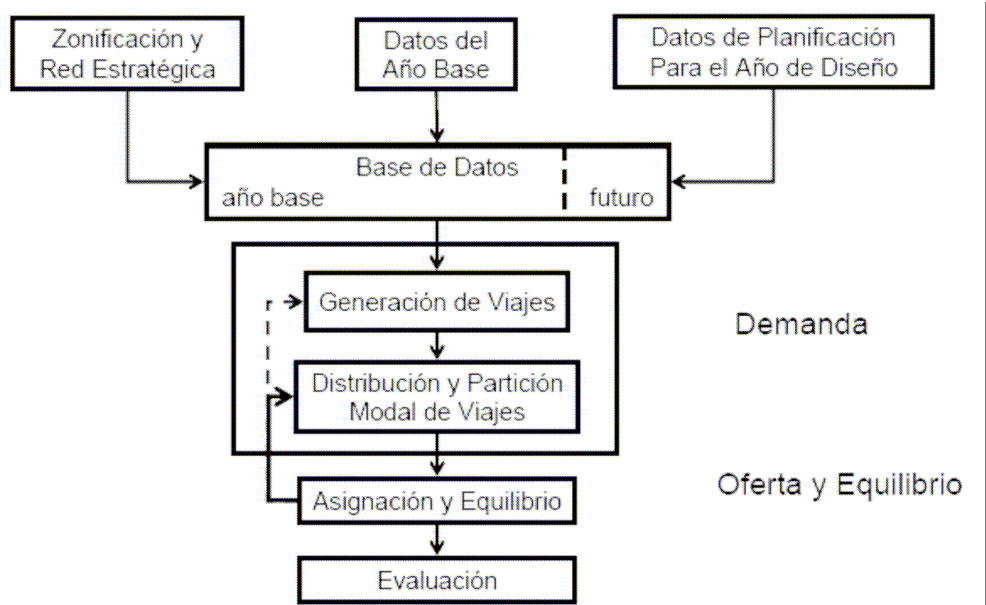 Zonificación y
Red Estratégica
Datos del
Año Base
Datos de Planificación
Para el Año de Diseño
Base de Datos
año base
futuro
Generación de Viajes
Demanda
Distribución y Partición
Modal de Viajes
Asignación y Equilibrio
Oferta y Equilibrio
Evaluación